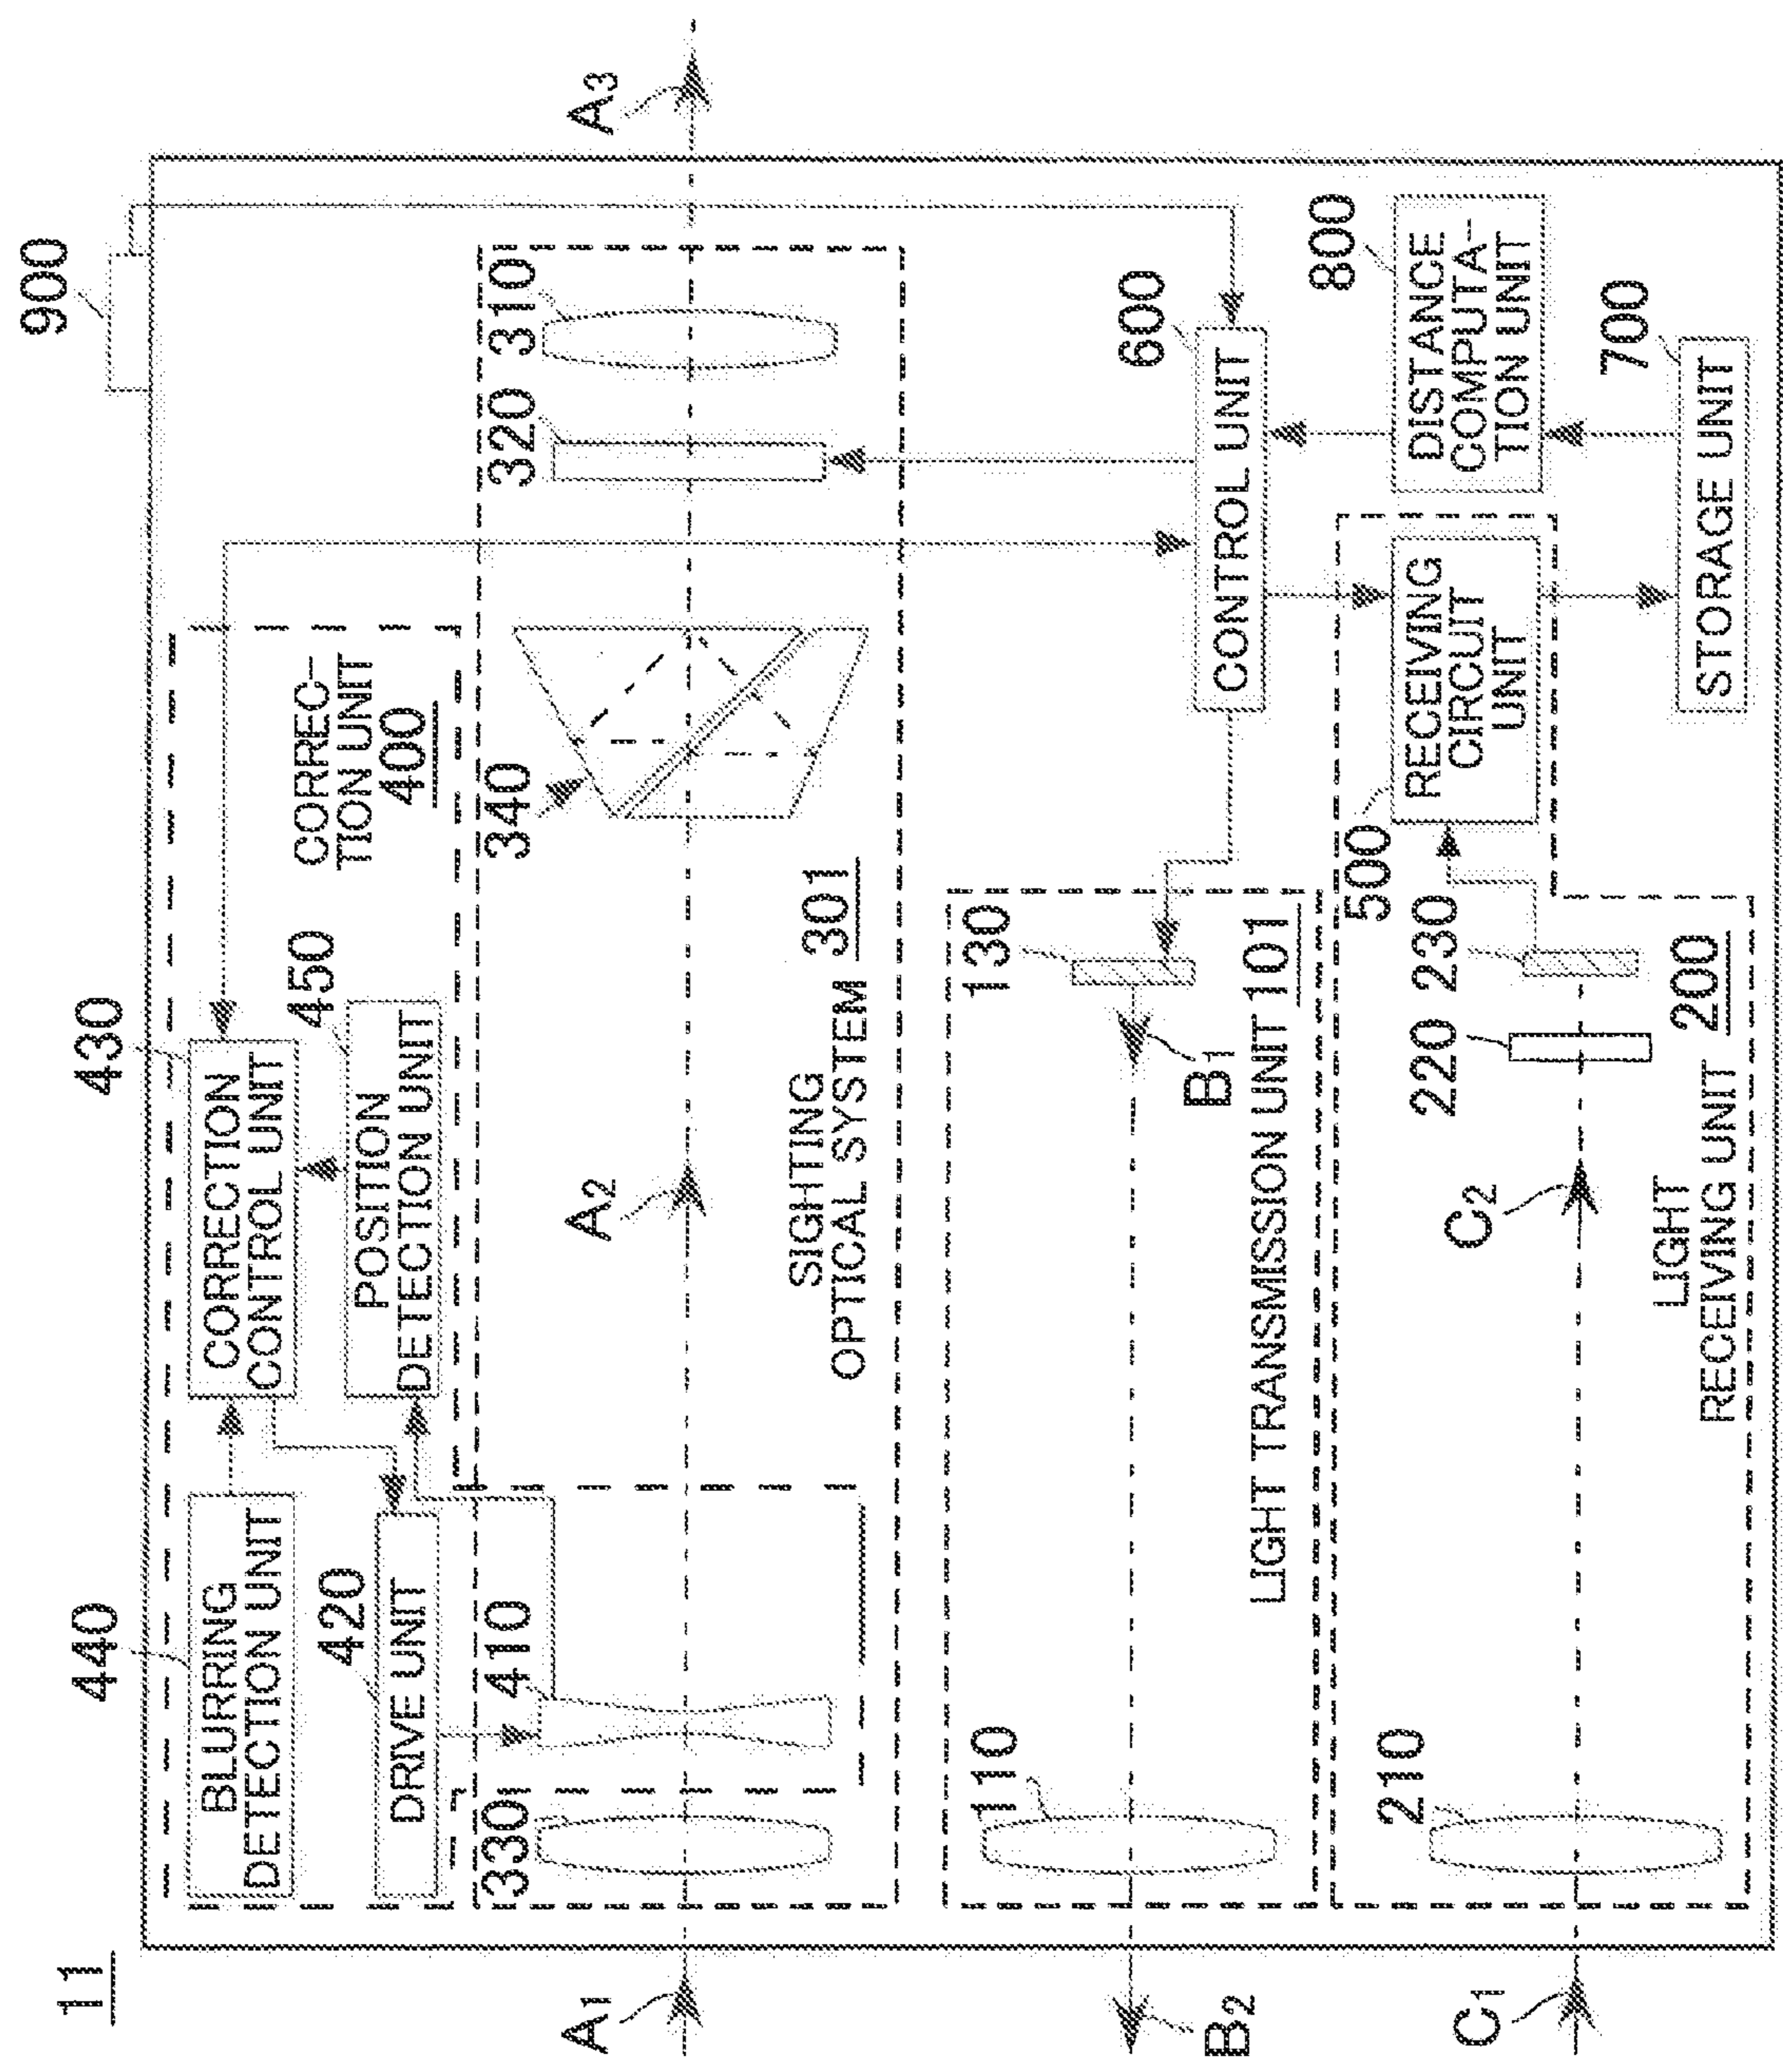 11
900
440
BLURRING
DETECTION UNIT
430
CORRECTION
CONTROL UNIT
420
DRIVE UNIT
450
POSITION
DETECTION UNIT
CORREC-
TION UNIT
400
330
410
340
320
310
A1
A2
A3
SIGHTING
OPTICAL SYSTEM 301
110
130
B1
B2
LIGHT TRANSMISSION UNIT 101
600
CONTROL UNIT
210
220
230
500
RECEIVING
CIRCUIT
UNIT
800
DISTANCE
COMPUTA-
TION UNIT
C1
C2
LIGHT
RECEIVING UNIT 200
700
STORAGE UNIT